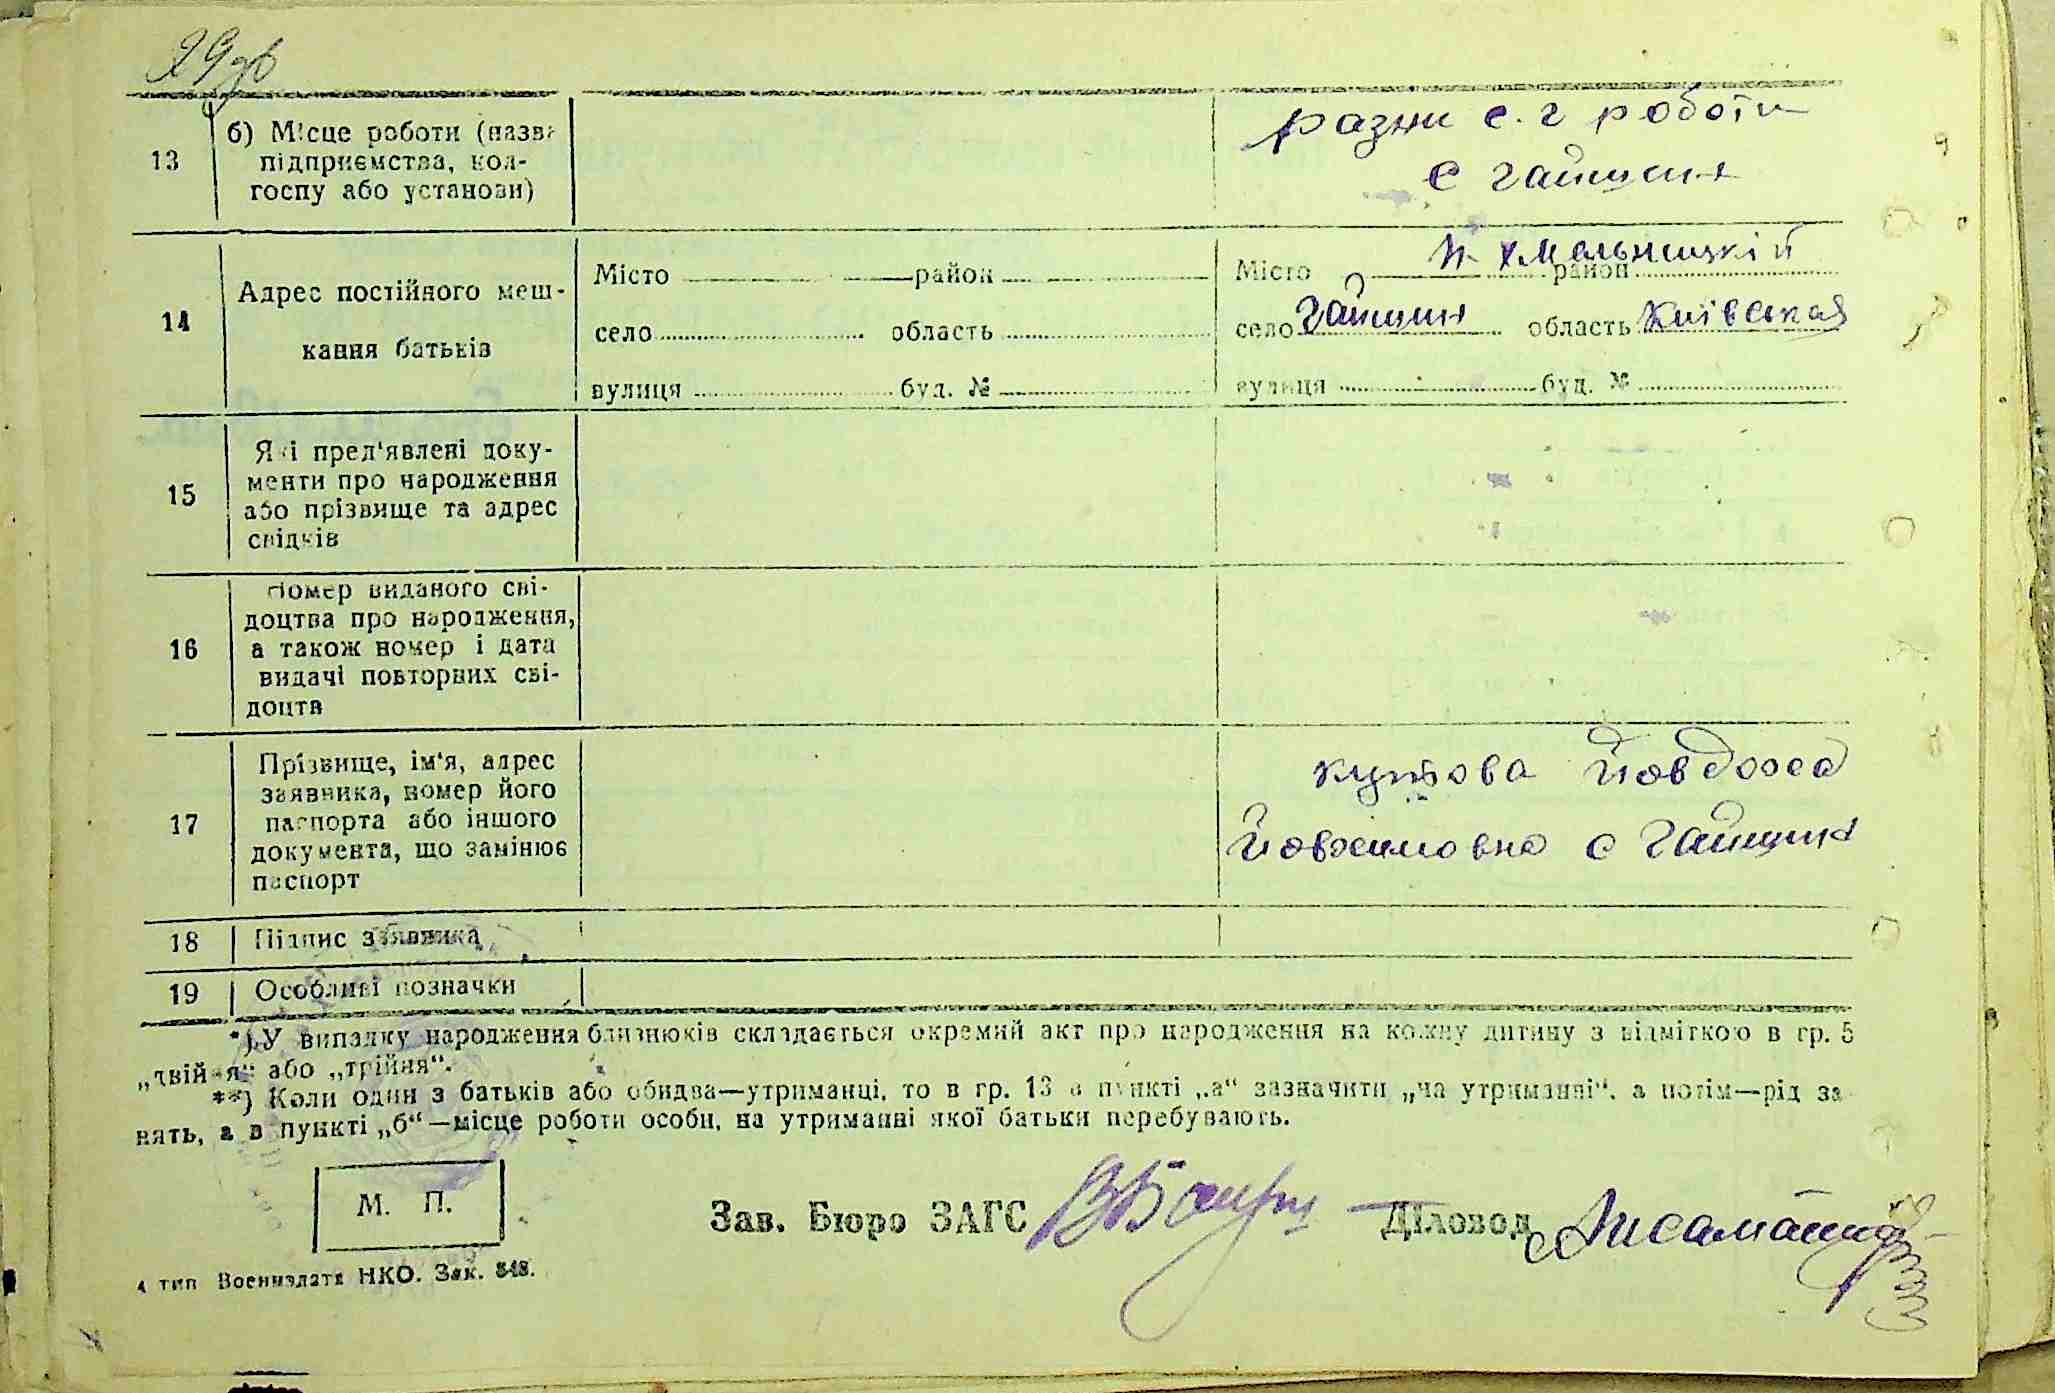 29 зв
13
б) Місце роботи (назва
підприємства, кол-
госпу або установи)
разни с. г роботи
с Гайшин
14
Адрес постійного меш-
кання батьків
Місто район
село область
вулиця буд. №
Місто П. Хмельницкій район
село Гайшин область Київская
вулиця буд. №
15
Які пред'явлені доку-
менти про народження
або прізвище та адрес
свідків
16
Номер виданого сві-
доцтва про народження,
а також номер і дата
видачі повторних сві-
доцтв
17
Прізвище, ім'я, адрес
заявника, номер його
паспорта або іншого
документа, що замінює
паспорт
Йовдоха
с Гайшин
18 Підпис заявника
19 Особливі позначки
*) У випадку народження близнюків складається окремий акт про народження на кожну дитину з відміткою в гр. 5
„двійня“ або „трійня“.
**) Коли один з батьків або обидва—утриманці, то в гр. 13 в пункті „а“ зазначити „на утриманні“, а потім—рід за
нять, а в пункті „б“—місце роботи особи, на утриманні якої батьки перебувають.
М. П.
Зав. Бюро ЗАГС Діловод
4 тип Воениздата НКО. Зак. 548.